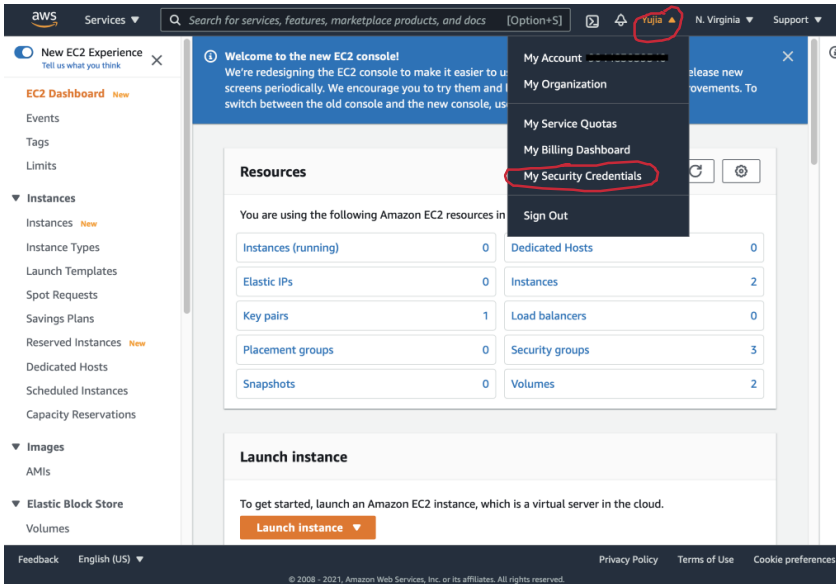 aws
Services ▼
Search for services, features, marketplace products, and docs [Option+S]
Yujia ▲
N. Virginia ▼
Support ▼
New EC2 Experience
Tell us what you think
EC2 Dashboard New
Events
Tags
Limits
▼ Instances
Instances New
Instance Types
Launch Templates
Spot Requests
Savings Plans
Reserved Instances New
Dedicated Hosts
Scheduled Instances
Capacity Reservations
▼ Images
AMIs
▼ Elastic Block Store
Volumes
Welcome to the new EC2 console!
We're redesigning the EC2 console to make it easier to u elease new
screens periodically. We encourage you to try them and ovements. To
switch between the old console and the new console, us
My Account
My Organization
My Service Quotas
My Billing Dashboard
My Security Credentials
Sign Out
Resources
You are using the following Amazon EC2 resources in
Instances (running) 0
Dedicated Hosts 0
Elastic IPs 0
Instances 2
Key pairs 1
Load balancers 0
Placement groups 0
Security groups 3
Snapshots 0
Volumes 2
Launch instance
To get started, launch an Amazon EC2 instance, which is a virtual server in the cloud.
Launch instance ▼
Feedback English (US) ▼
Privacy Policy Terms of Use Cookie preferences
© 2008 - 2021, Amazon Web Services, Inc. or its affiliates. All rights reserved.